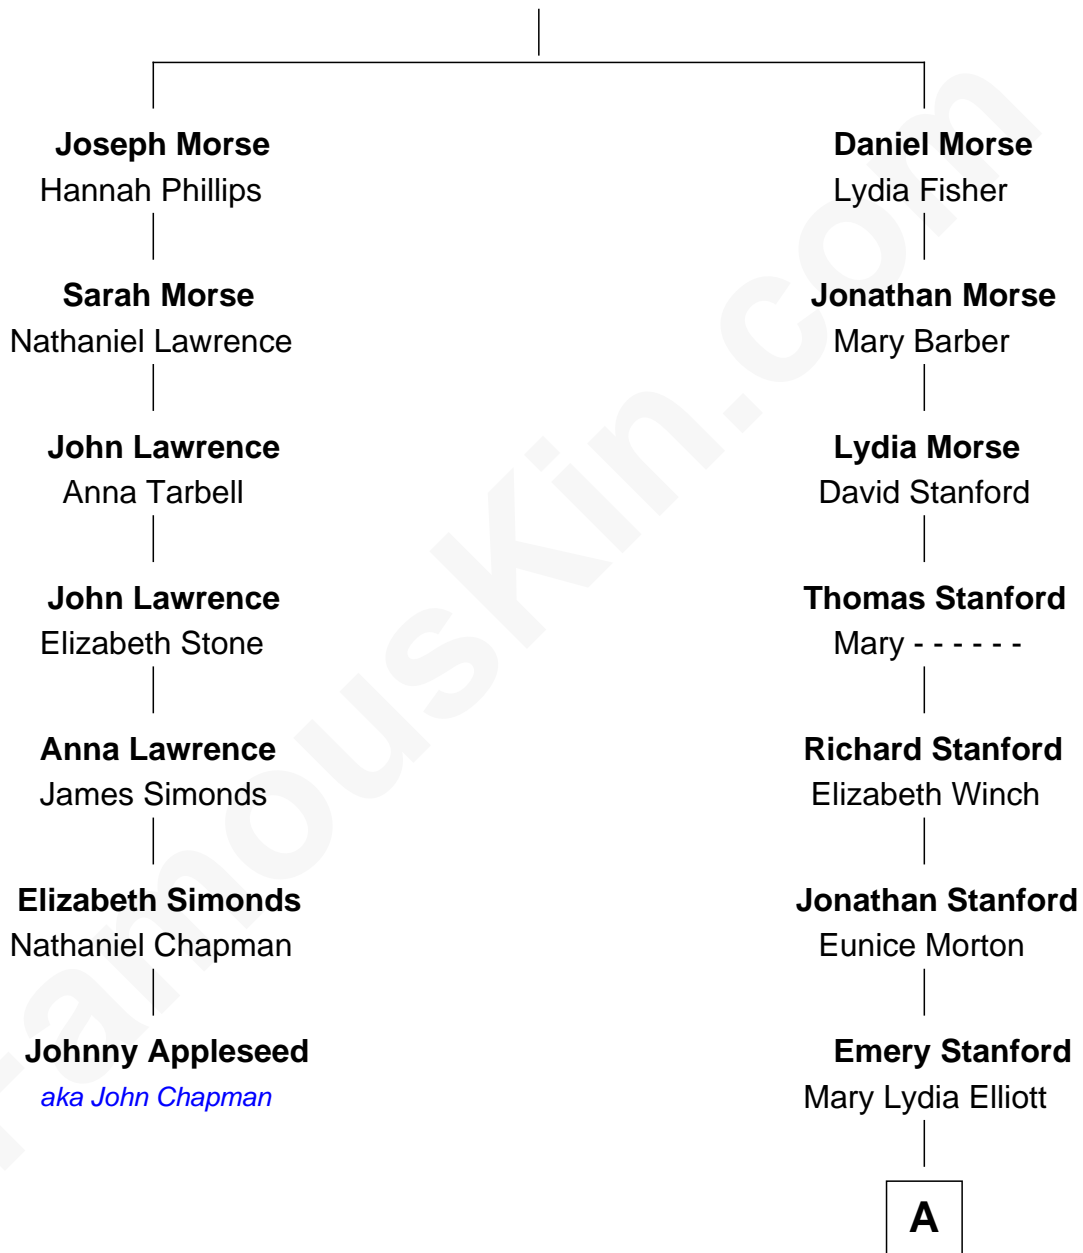 Joseph Morse
Hannah Phillips
Sarah Morse
Nathaniel Lawrence
John Lawrence
Anna Tarbell
John Lawrence
Elizabeth Stone
Anna Lawrence
James Simonds
Elizabeth Simonds
Nathaniel Chapman
Johnny Appleseed
aka John Chapman
Daniel Morse
Lydia Fisher
Jonathan Morse
Mary Barber
Lydia Morse
David Stanford
Thomas Stanford
Mary - - - - - -
Richard Stanford
Elizabeth Winch
Jonathan Stanford
Eunice Morton
Emery Stanford
Mary Lydia Elliott
A
FamousKin.com